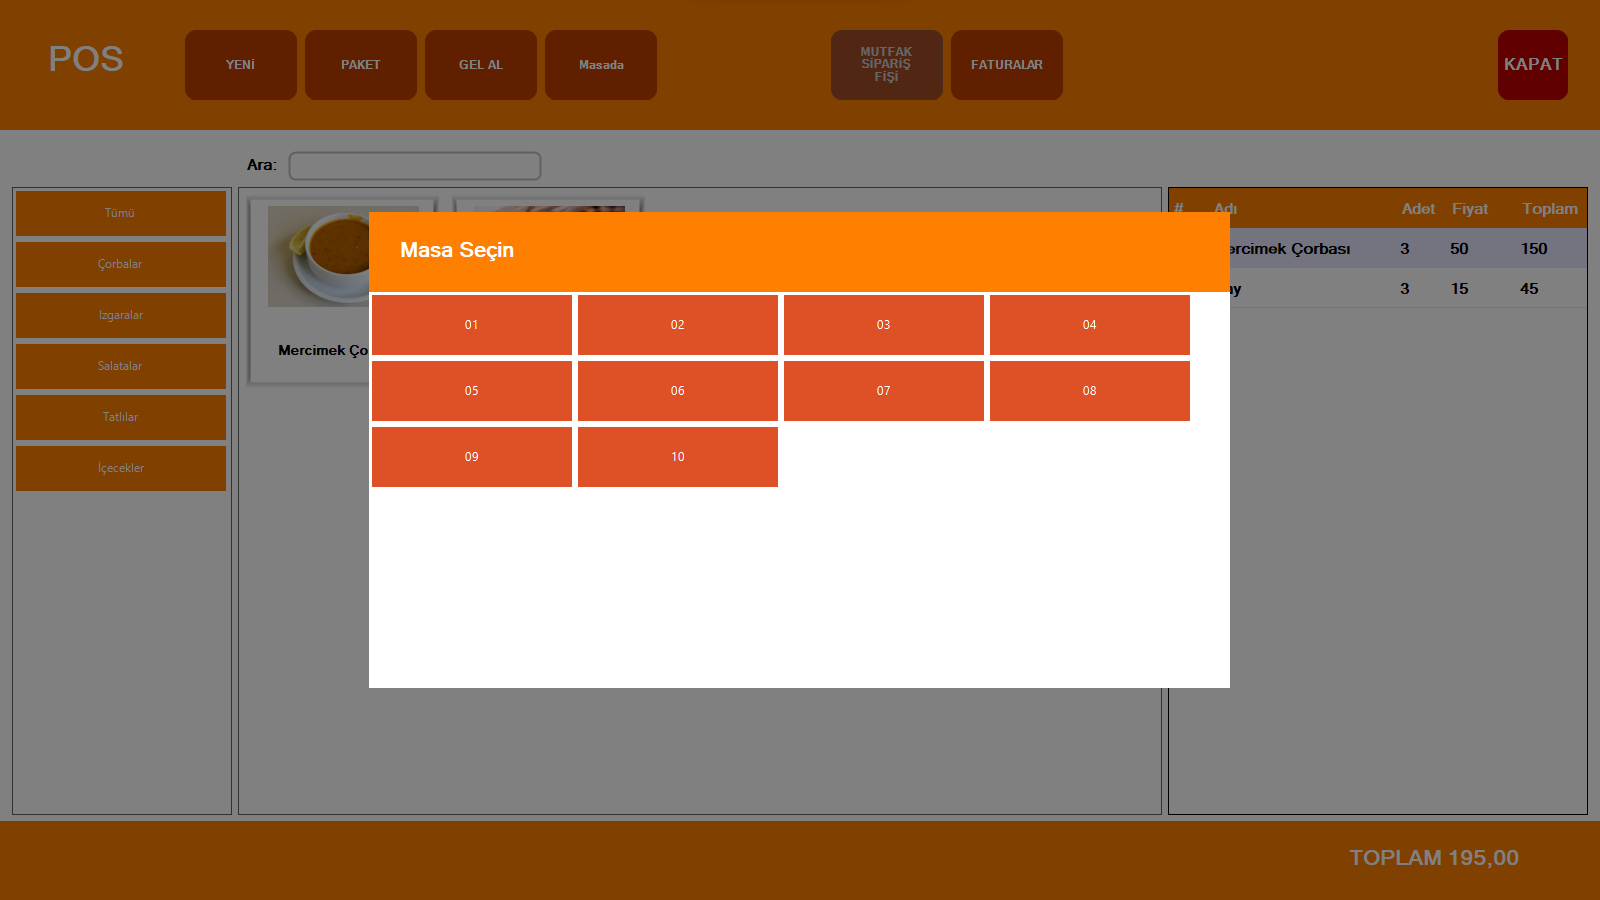 POS
YENİ
PAKET
GEL AL
Masada
MUTFAK
SİPARİŞ
FİŞİ
FATURALAR
KAPAT
Ara:
Tümü
Çorbalar
Izgaralar
Salatalar
Tatlılar
İçecekler
Mercimek Ço
Masa Seçin
01
02
03
04
05
06
07
08
09
10
# Adı Adet Fiyat Toplam
ercimek Çorbası 3 50 150
y 3 15 45
TOPLAM 195,00